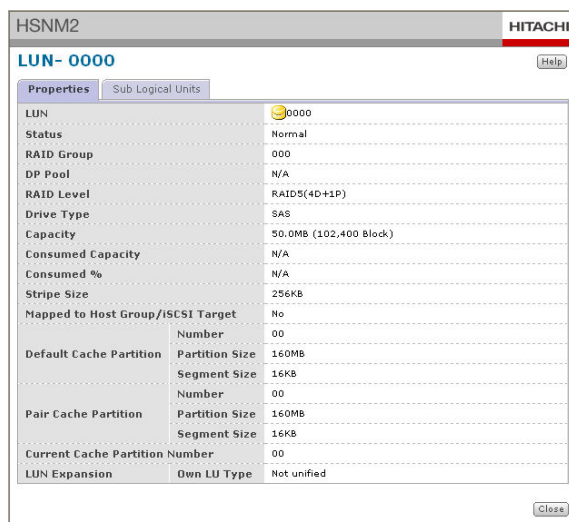 HSNM2 HITACHI
LUN- 0000 Help
Properties Sub Logical Units
LUN 0000
Status Normal
RAID Group 000
DP Pool N/A
RAID Level RAID5(4D+1P)
Drive Type SAS
Capacity 50.0MB (102,400 Block)
Consumed Capacity N/A
Consumed % N/A
Stripe Size 256KB
Mapped to Host Group/iSCSI Target No
Number 00
Default Cache Partition Partition Size 160MB
Segment Size 16KB
Number 00
Pair Cache Partition Partition Size 160MB
Segment Size 16KB
Current Cache Partition Number 00
LUN Expansion Own LU Type Not unified
Close